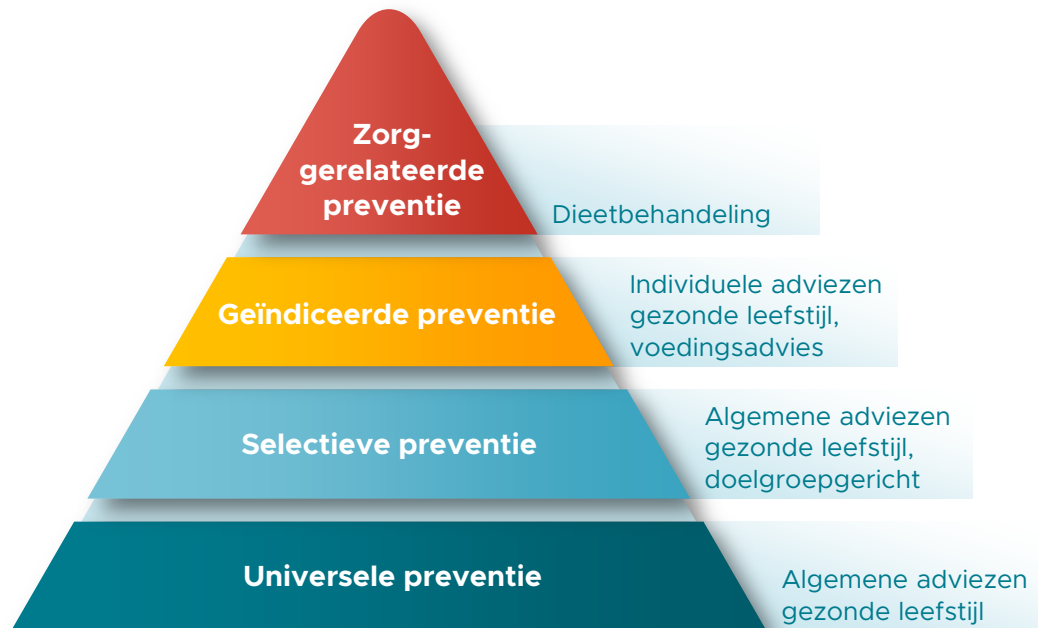 Zorg-
gerelateerde
preventie
Dieetbehandeling
Geïndiceerde preventie
Individuele adviezen
gezonde leefstijl,
voedingsadvies
Selectieve preventie
Algemene adviezen
gezonde leefstijl,
doelgroepgericht
Universele preventie
Algemene adviezen
gezonde leefstijl